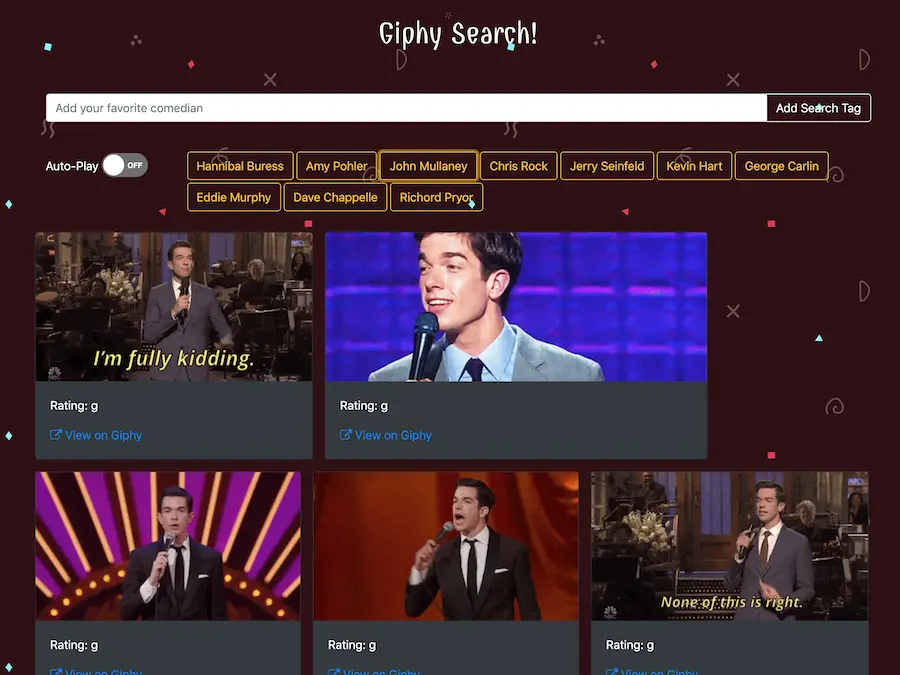 Giphy Search!
Add your favorite comedian
Add Search Tag
Auto-Play OFF
Hannibal Buress Amy Pohler John Mullaney Chris Rock Jerry Seinfeld Kevin Hart George Carlin
Eddie Murphy Dave Chappelle Richord Pryor
I'm fully kidding.
NBC
Rating: g
View on Giphy
Rating: g
View on Giphy
None of this is right.
NBC
Rating: g
Rating: g
Rating: g
View on Giphy
View on Giphy
View on Giphy